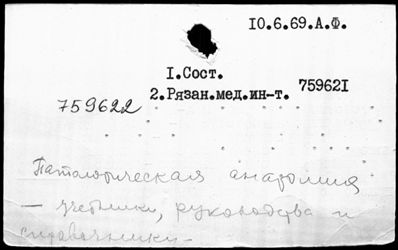 10.6.69.А.Ф.
I.Сост.
2.Рязан.мед.ин-т.
759621
759622
Патологическая анатомия
— учебники, руководства и
справочники —